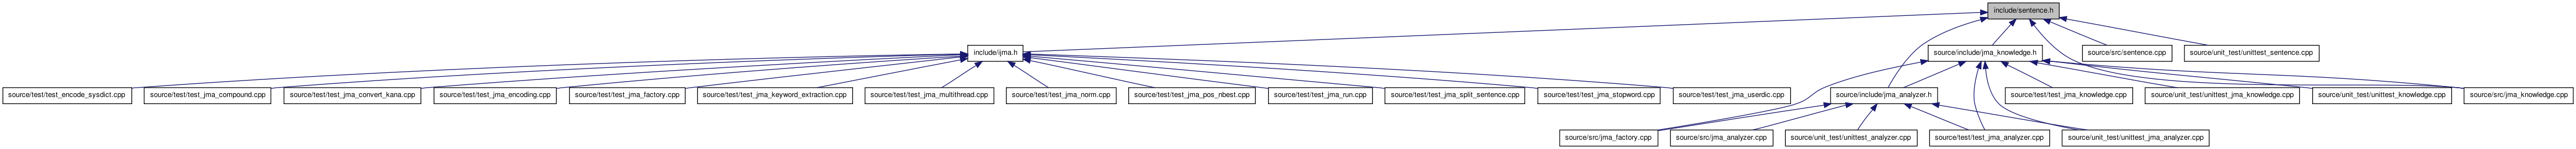 include/sentence.h
include/ijma.h
source/include/jma_knowledge.h
source/src/sentence.cpp
source/unit_test/unittest_sentence.cpp
source/test/test_encode_sysdict.cpp
source/test/test_jma_compound.cpp
source/test/test_jma_convert_kana.cpp
source/test/test_jma_encoding.cpp
source/test/test_jma_factory.cpp
source/test/test_jma_keyword_extraction.cpp
source/test/test_jma_multithread.cpp
source/test/test_jma_norm.cpp
source/test/test_jma_pos_nbest.cpp
source/test/test_jma_run.cpp
source/test/test_jma_split_sentence.cpp
source/test/test_jma_stopword.cpp
source/test/test_jma_userdic.cpp
source/include/jma_analyzer.h
source/test/test_jma_knowledge.cpp
source/unit_test/unittest_jma_knowledge.cpp
source/unit_test/unittest_knowledge.cpp
source/src/jma_knowledge.cpp
source/src/jma_factory.cpp
source/src/jma_analyzer.cpp
source/unit_test/unittest_analyzer.cpp
source/test/test_jma_analyzer.cpp
source/unit_test/unittest_jma_analyzer.cpp